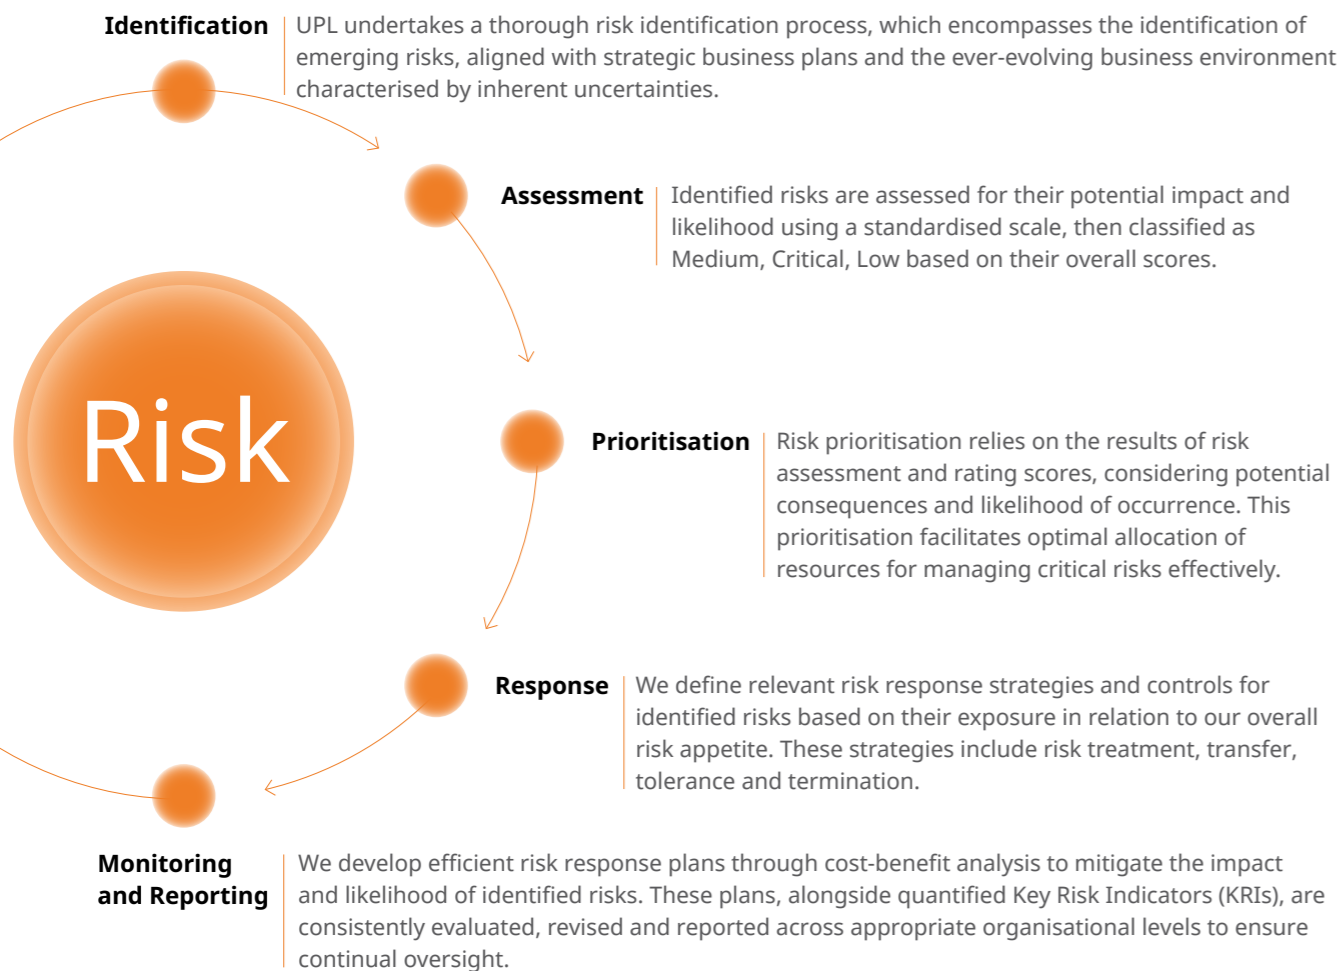 Identification
UPL undertakes a thorough risk identification process, which encompasses the identification of
emerging risks, aligned with strategic business plans and the ever-evolving business environment
characterised by inherent uncertainties.
Assessment
Identified risks are assessed for their potential impact and
likelihood using a standardised scale, then classified as
Medium, Critical, Low based on their overall scores.
Risk
Prioritisation
Risk prioritisation relies on the results of risk
assessment and rating scores, considering potential
consequences and likelihood of occurrence. This
prioritisation facilitates optimal allocation of
resources for managing critical risks effectively.
Response
We define relevant risk response strategies and controls for
identified risks based on their exposure in relation to our overall
risk appetite. These strategies include risk treatment, transfer,
tolerance and termination.
Monitoring
and Reporting
We develop efficient risk response plans through cost-benefit analysis to mitigate the impact
and likelihood of identified risks. These plans, alongside quantified Key Risk Indicators (KRIs), are
consistently evaluated, revised and reported across appropriate organisational levels to ensure
continual oversight.